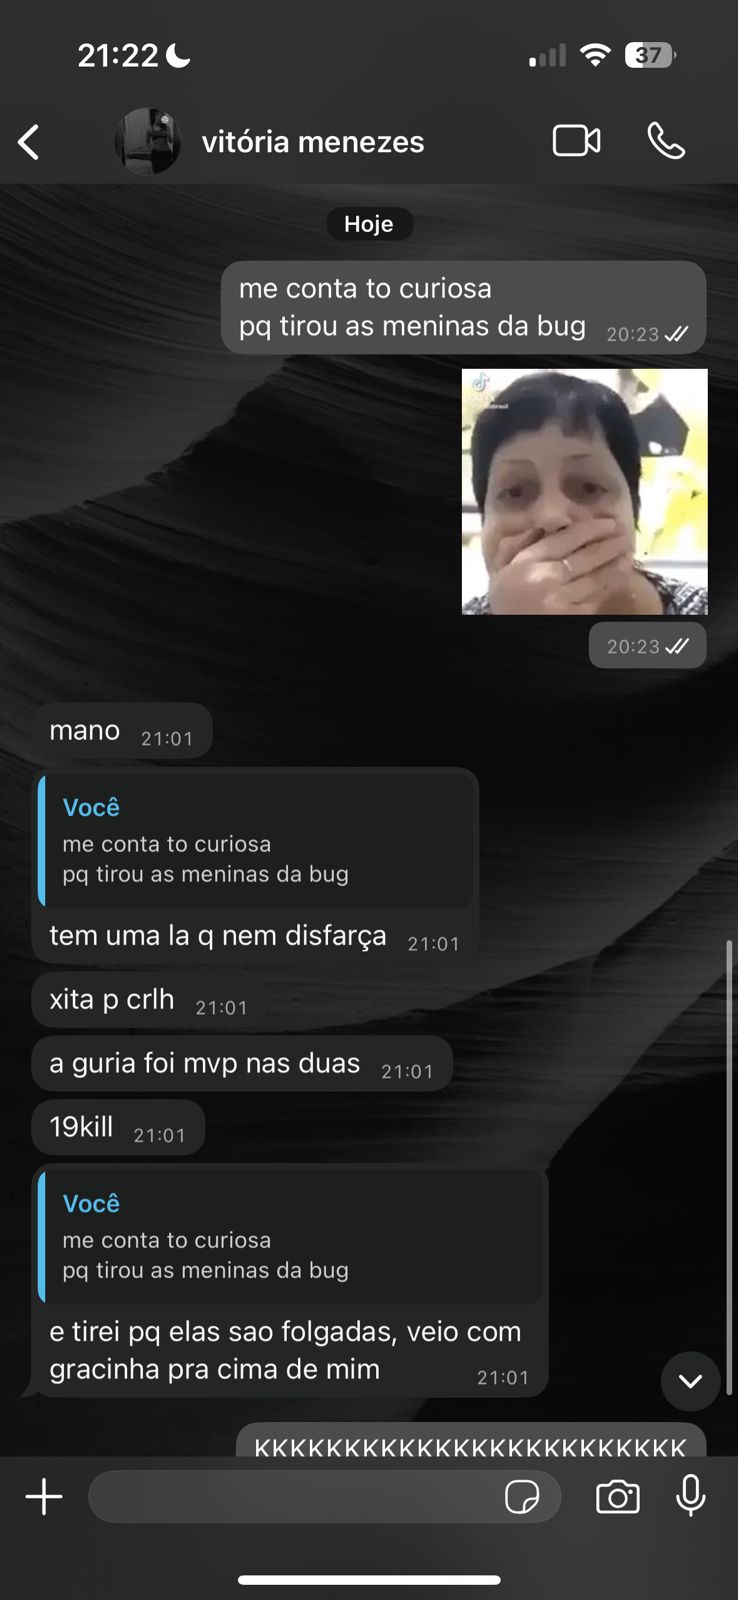 21:22
37
vitória menezes
Hoje
me conta to curiosa
pq tirou as meninas da bug 20:23
20:23
mano 21:01
Você
me conta to curiosa
pq tirou as meninas da bug
tem uma la q nem disfarça 21:01
xita p crlh 21:01
a guria foi mvp nas duas 21:01
19kill 21:01
Você
me conta to curiosa
pq tirou as meninas da bug
e tirei pq elas sao folgadas, veio com
gracinha pra cima de mim 21:01
KKKKKKKKKKKKKKKKKKKKKKKK